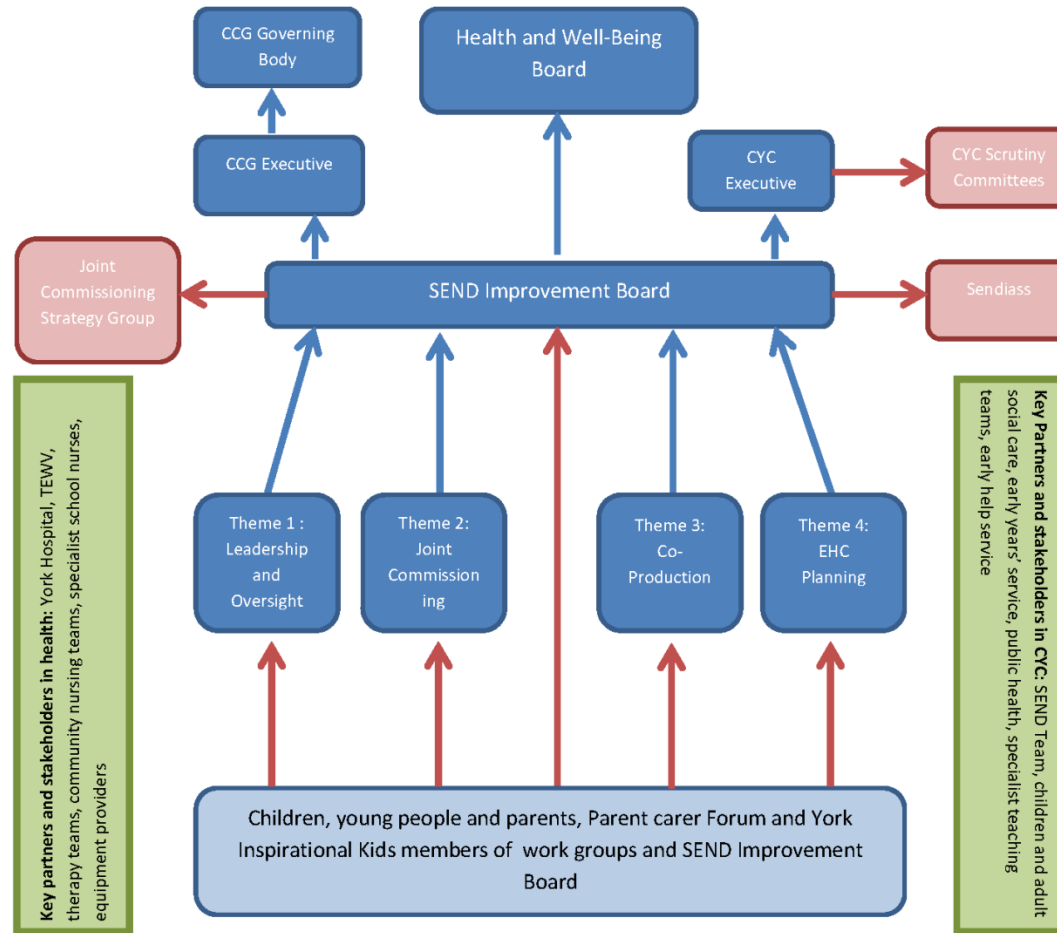 CCG Governing
Body
Health and Well-Being
Board
CCG Executive
CYC
Executive
CYC Scrutiny
Committees
Joint
Commissioning
Strategy Group
SEND Improvement Board
Sendiass
Key partners and stakeholders in health: York Hospital, TEWV,
therapy teams, community nursing teams, specialist school nurses,
equipment providers
Theme 1 :
Leadership
and
Oversight
Theme 2:
Joint
Commission
ing
Theme 3:
Co-
Production
Theme 4:
EHC
Planning
Key Partners and stakeholders in CYC: SEND Team, children and adult
social care, early years’ service, public health, specialist teaching
teams, early help service
Children, young people and parents, Parent carer Forum and York
Inspirational Kids members of work groups and SEND Improvement
Board